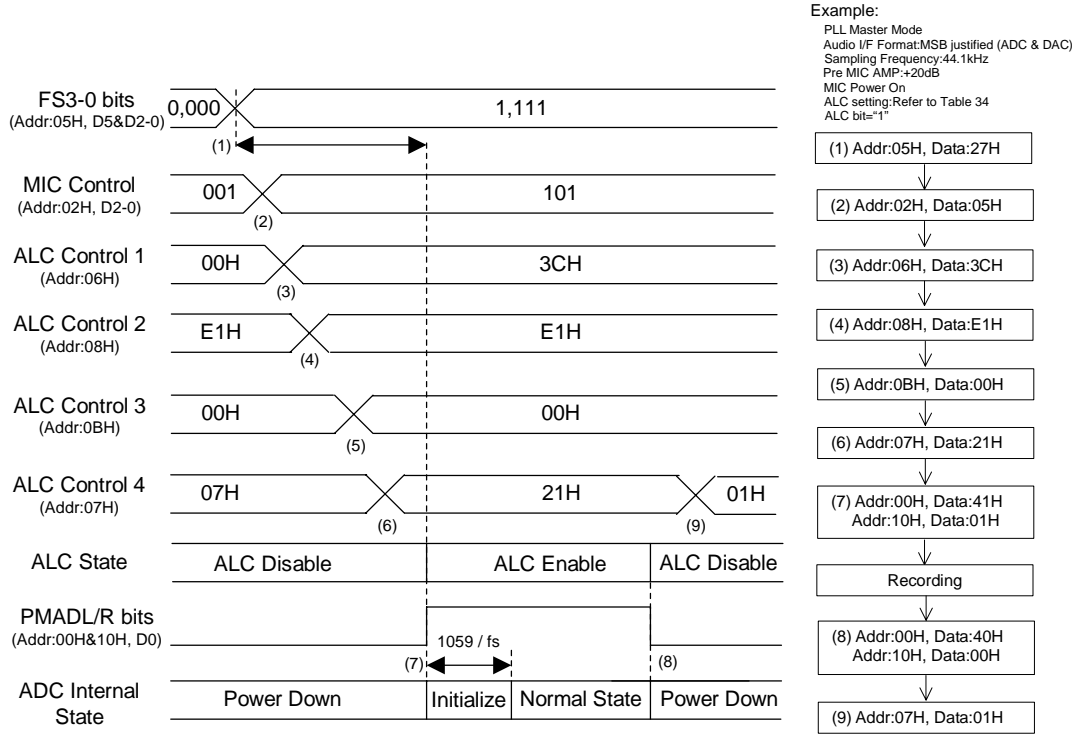 Example:
PLL Master Mode
Audio I/F Format:MSB justified (ADC & DAC)
Sampling Frequency:44.1kHz
Pre MIC AMP:+20dB
MIC Power On
ALC setting:Refer to Table 34
ALC bit="1"
FS3-0 bits
(Addr:05H, D5&D2-0)
0,000
1,111
(1)
MIC Control
(Addr:02H, D2-0)
001
101
(2)
ALC Control 1
(Addr:06H)
00H
3CH
(3)
ALC Control 2
(Addr:08H)
E1H
E1H
(4)
ALC Control 3
(Addr:0BH)
00H
00H
(5)
ALC Control 4
(Addr:07H)
07H
21H
01H
(6)
(9)
ALC State
ALC Disable
ALC Enable
ALC Disable
PMADL/R bits
(Addr:00H&10H, D0)
1059 / fs
(7)
(8)
ADC Internal
State
Power Down
Initialize
Normal State
Power Down
(1) Addr:05H, Data:27H
(2) Addr:02H, Data:05H
(3) Addr:06H, Data:3CH
(4) Addr:08H, Data:E1H
(5) Addr:0BH, Data:00H
(6) Addr:07H, Data:21H
(7) Addr:00H, Data:41H
Addr:10H, Data:01H
Recording
(8) Addr:00H, Data:40H
Addr:10H, Data:00H
(9) Addr:07H, Data:01H